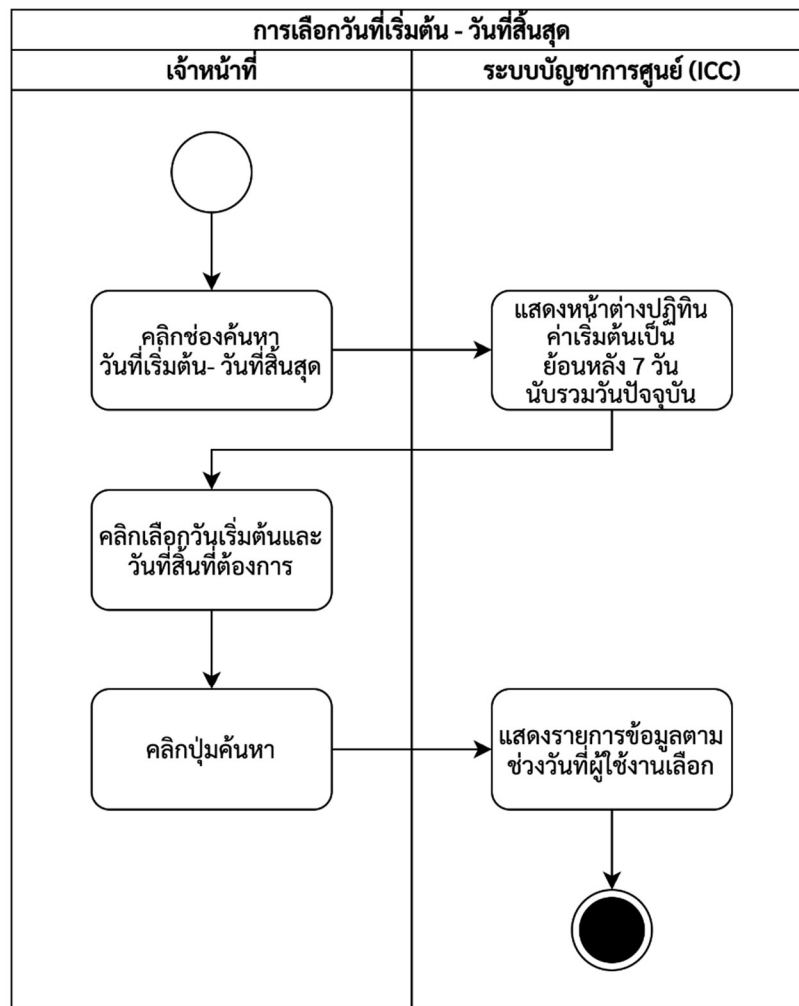 การเลือกวันที่เริ่มต้น - วันที่สิ้นสุด
เจ้าหน้าที่
ระบบบัญชาการศูนย์ (ICC)
คลิกช่องค้นหา
วันที่เริ่มต้น- วันที่สิ้นสุด
แสดงหน้าต่างปฏิทิน
ค่าเริ่มต้นเป็น
ย้อนหลัง 7 วัน
นับรวมวันปัจจุบัน
คลิกเลือกวันเริ่มต้นและ
วันที่สิ้นที่ต้องการ
คลิกปุ่มค้นหา
แสดงรายการข้อมูลตาม
ช่วงวันที่ผู้ใช้งานเลือก